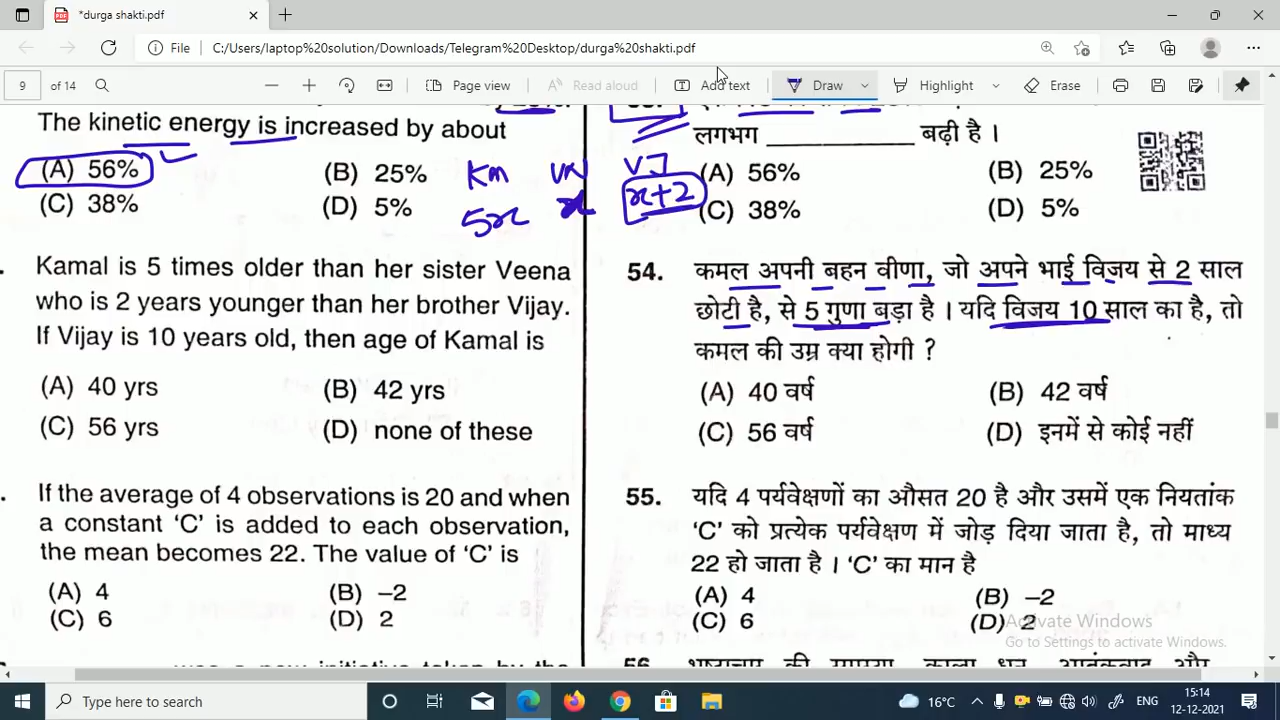 *durga shakti.pdf
File C:/Users/laptop%20solution/Downloads/Telegram%20Desktop/durga%20shakti.pdf
9 of 14 Page view Read aloud Add text Draw Highlight Erase
The kinetic energy is increased by about
(A) 56% (B) 25%
(C) 38% (D) 5%
Km VN VJ
5x x x+2
. Kamal is 5 times older than her sister Veena
who is 2 years younger than her brother Vijay.
If Vijay is 10 years old, then age of Kamal is
(A) 40 yrs (B) 42 yrs
(C) 56 yrs (D) none of these
. If the average of 4 observations is 20 and when
a constant ‘C’ is added to each observation,
the mean becomes 22. The value of ‘C’ is
(A) 4 (B) –2
(C) 6 (D) 2
लगभग ____________ बढ़ी है ।
(A) 56% (B) 25%
(C) 38% (D) 5%
54. कमल अपनी बहन वीणा, जो अपने भाई विजय से 2 साल
छोटी है, से 5 गुणा बड़ा है । यदि विजय 10 साल का है, तो
कमल की उम्र क्या होगी ?
(A) 40 वर्ष (B) 42 वर्ष
(C) 56 वर्ष (D) इनमें से कोई नहीं
55. यदि 4 पर्यवेक्षणों का औसत 20 है और उसमें एक नियतांक
‘C’ को प्रत्येक पर्यवेक्षण में जोड़ दिया जाता है, तो माध्य
22 हो जाता है । ‘C’ का मान है
(A) 4 (B) –2
(C) 6 (D) 2
Activate Windows
Go to Settings to activate Windows.
Type here to search 16°C ENG 15:14
12-12-2021